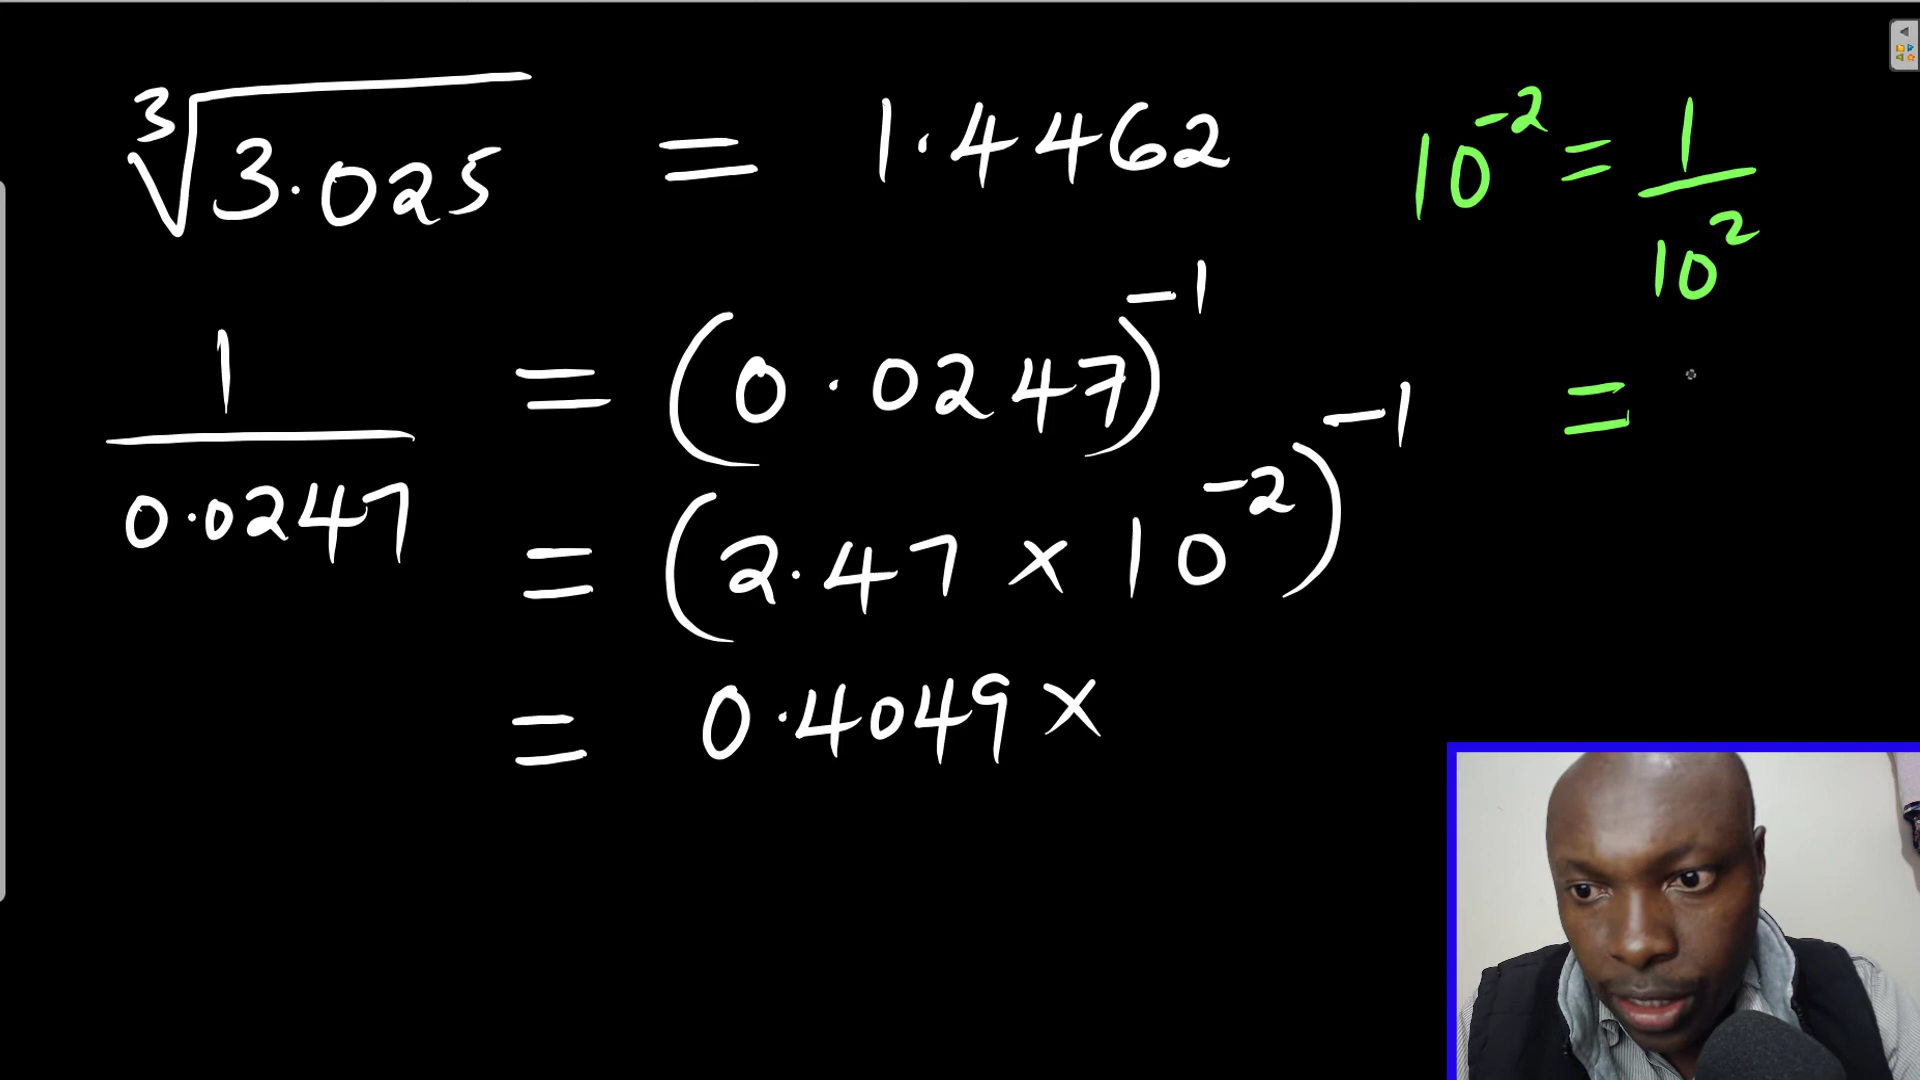 ∛3.025 = 1.4462
1/0.0247 = (0.0247)⁻¹
= (2.47 × 10⁻²)⁻¹
= 0.4049 ×
10⁻² = 1/10²
=